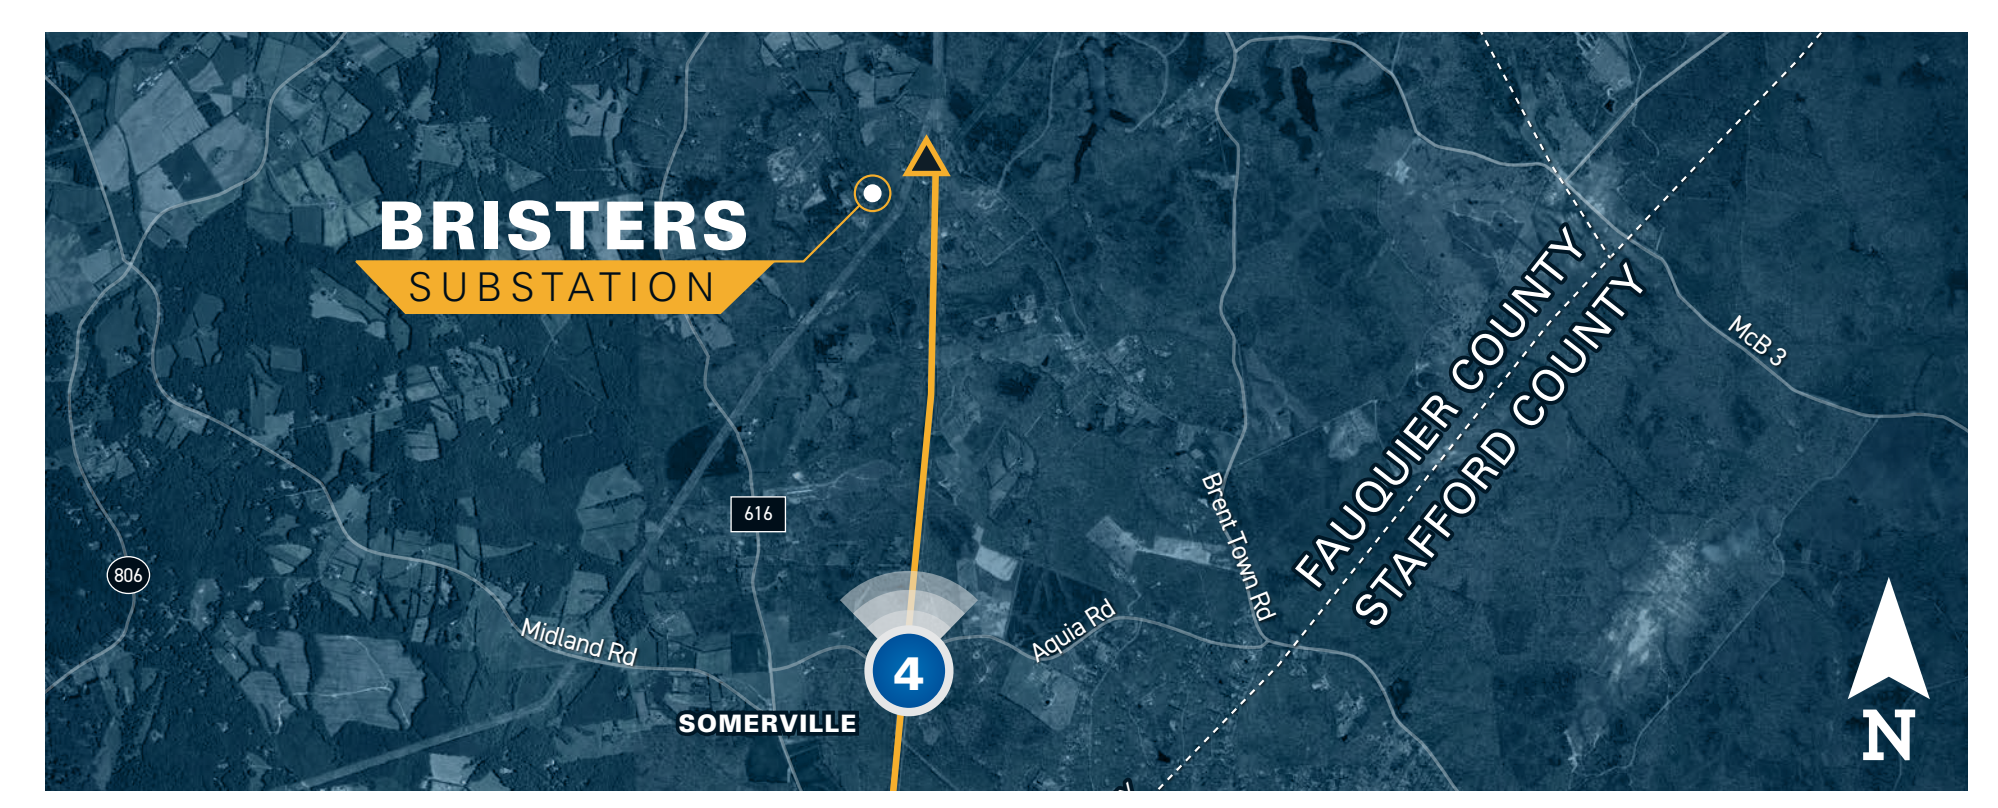 BRISTERS
SUBSTATION
FAUQUIER COUNTY
STAFFORD COUNTY
McB 3
616
Brent Town Rd
806
Midland Rd
Aquia Rd
4
SOMERVILLE
N